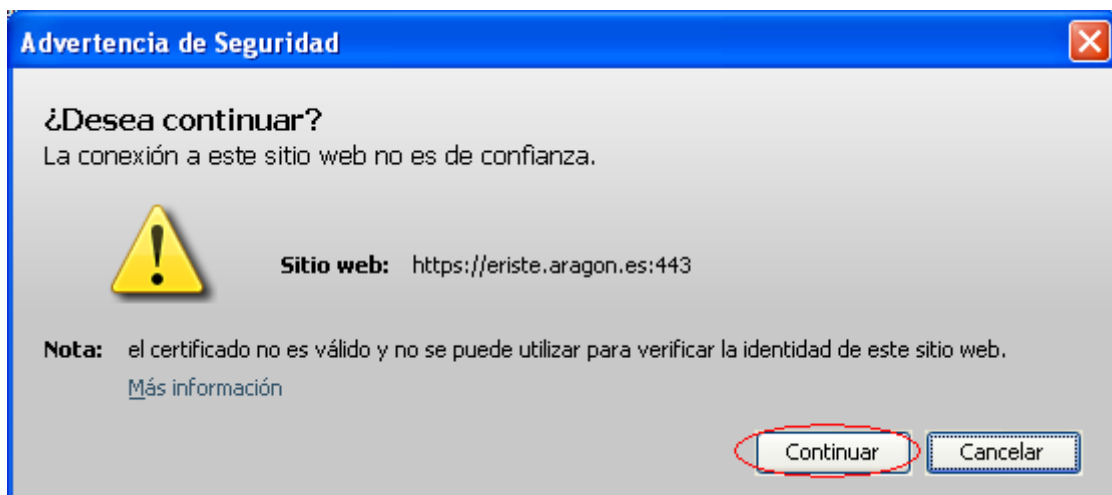 Advertencia de Seguridad
¿Desea continuar?
La conexión a este sitio web no es de confianza.
Sitio web: https://eriste.aragon.es:443
Nota: el certificado no es válido y no se puede utilizar para verificar la identidad de este sitio web.
Más información
Continuar Cancelar